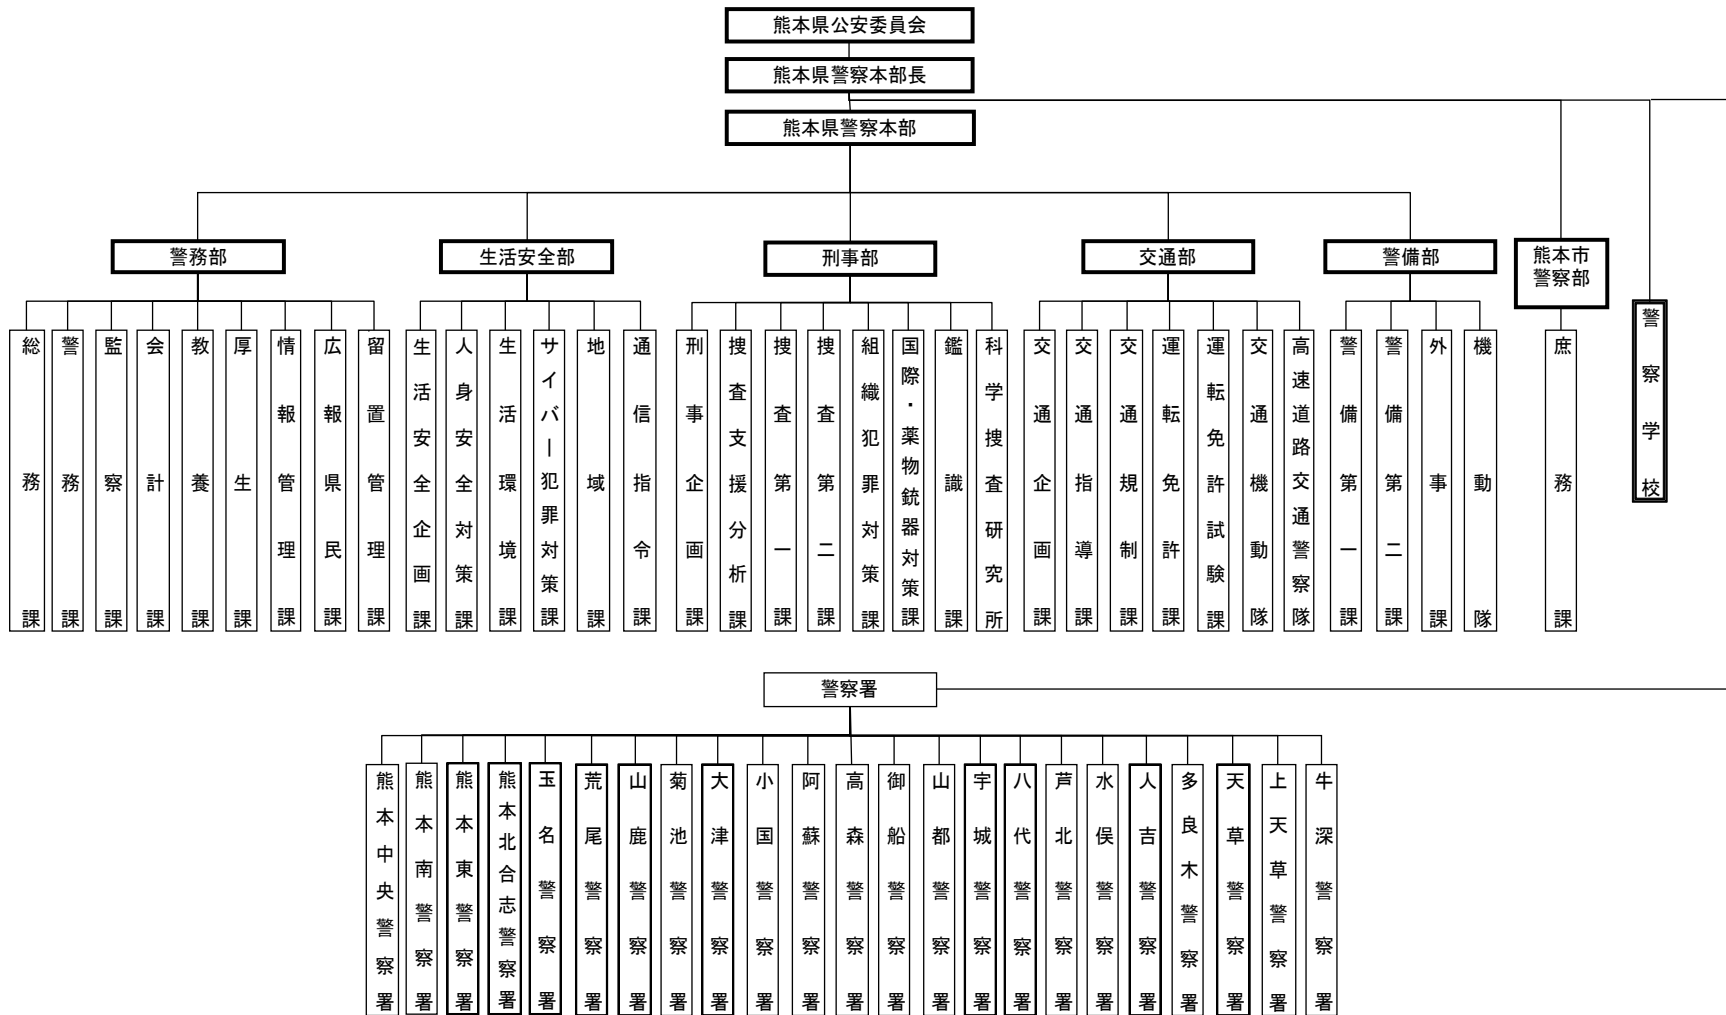 熊本県公安委員会
熊本県警察本部長
熊本県警察本部
警務部
生活安全部
刑事部
交通部
警備部
熊本市
警察部
総務課
警務課
監察課
会計課
教養課
厚生課
情報管理課
広報県民課
留置管理課
生活安全企画課
人身安全対策課
生活環境課
サイバー犯罪対策課
地域課
通信指令課
刑事企画課
捜査支援分析課
捜査第一課
捜査第二課
組織犯罪対策課
国際・薬物銃器対策課
鑑識課
科学捜査研究所
交通企画課
交通指導課
交通規制課
運転免許課
運転免許試験課
交通機動隊
高速道路交通警察隊
警備第一課
警備第二課
外事課
機動隊
庶務課
警察学校
警察署
熊本中央警察署
熊本南警察署
熊本東警察署
熊本北合志警察署
玉名警察署
荒尾警察署
山鹿警察署
菊池警察署
大津警察署
小国警察署
阿蘇警察署
高森警察署
御船警察署
山都警察署
宇城警察署
八代警察署
芦北警察署
水俣警察署
人吉警察署
多良木警察署
天草警察署
上天草警察署
牛深警察署